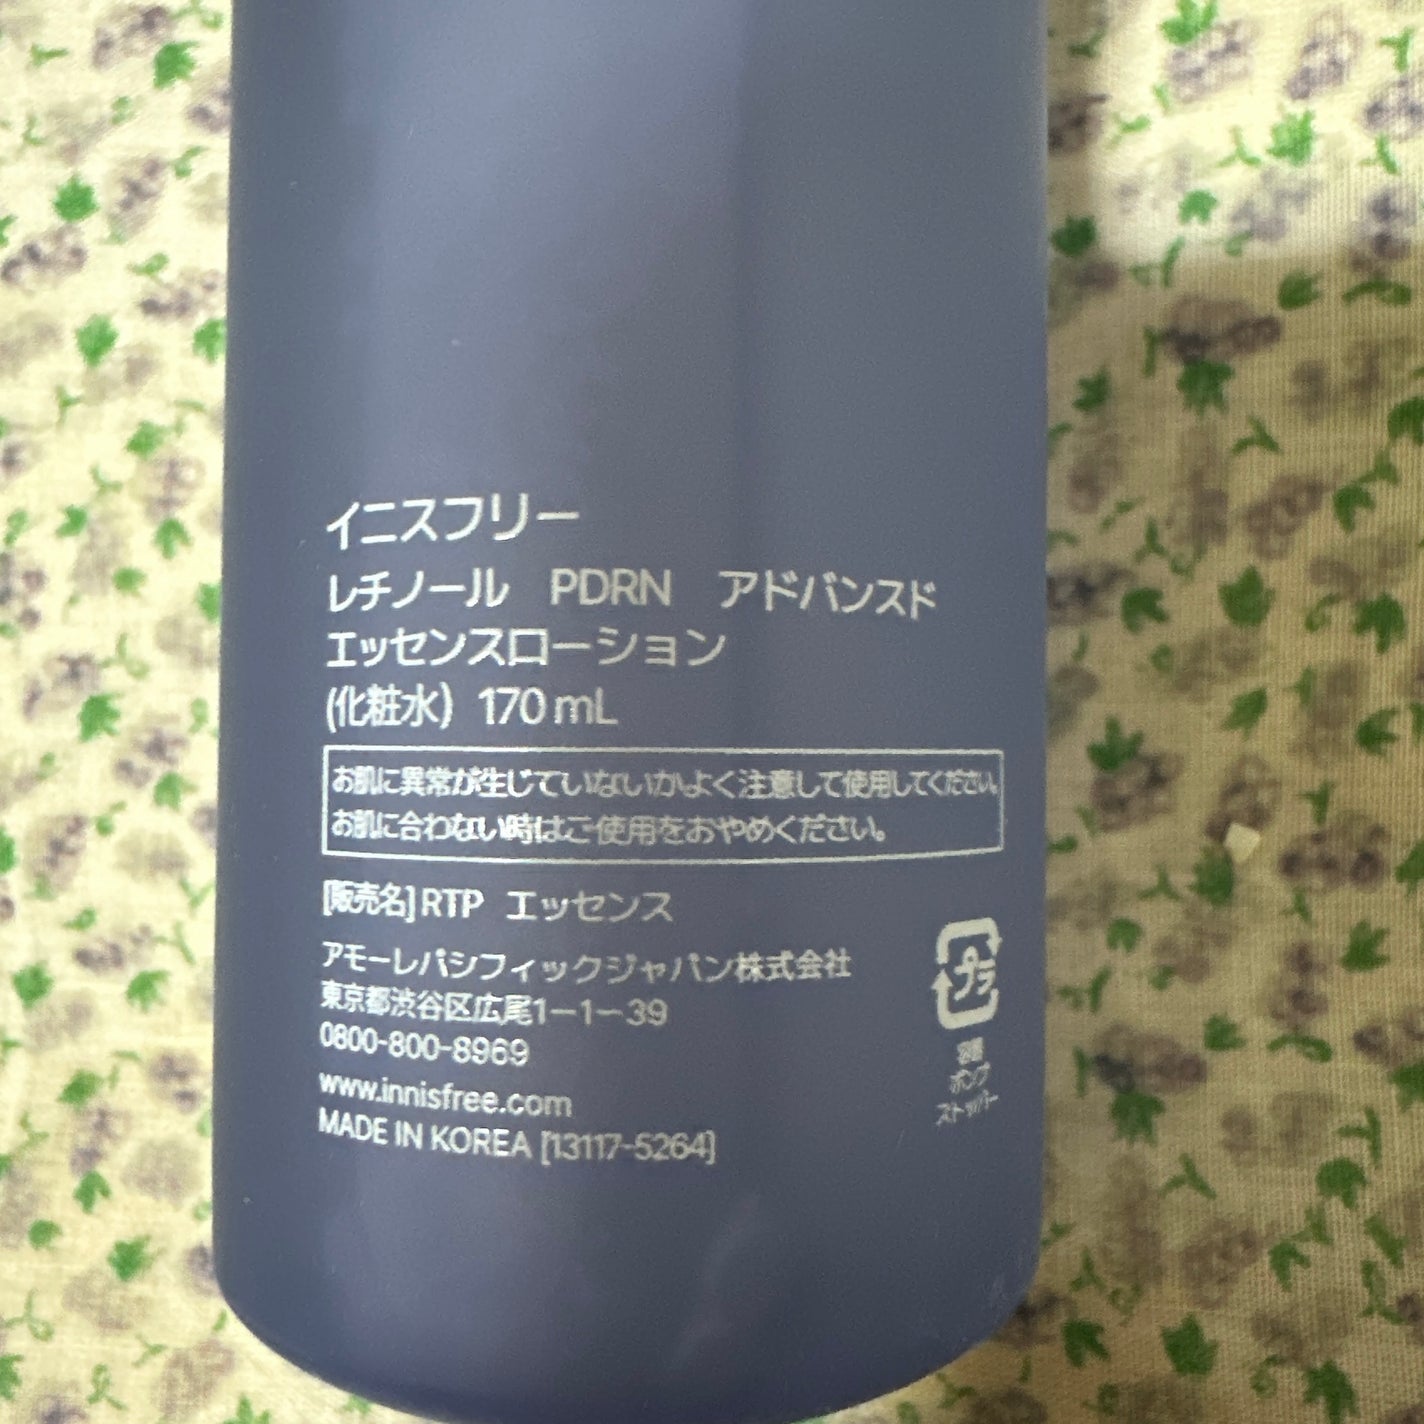 イニスフリー
レチノール　PDRN　アドバンスド
エッセンスローション
(化粧水) 170 mL
お肌に異常が生じていないかよく注意して使用してください。
お肌に合わない時はご使用をおやめください。
[販売名] RTP　エッセンス
アモーレパシフィックジャパン株式会社
東京都渋谷区広尾1ー1ー39
0800-800-8969
www.innisfree.com
MADE IN KOREA [13117-5264]
プラ
容器
ポンプ
ストッパー